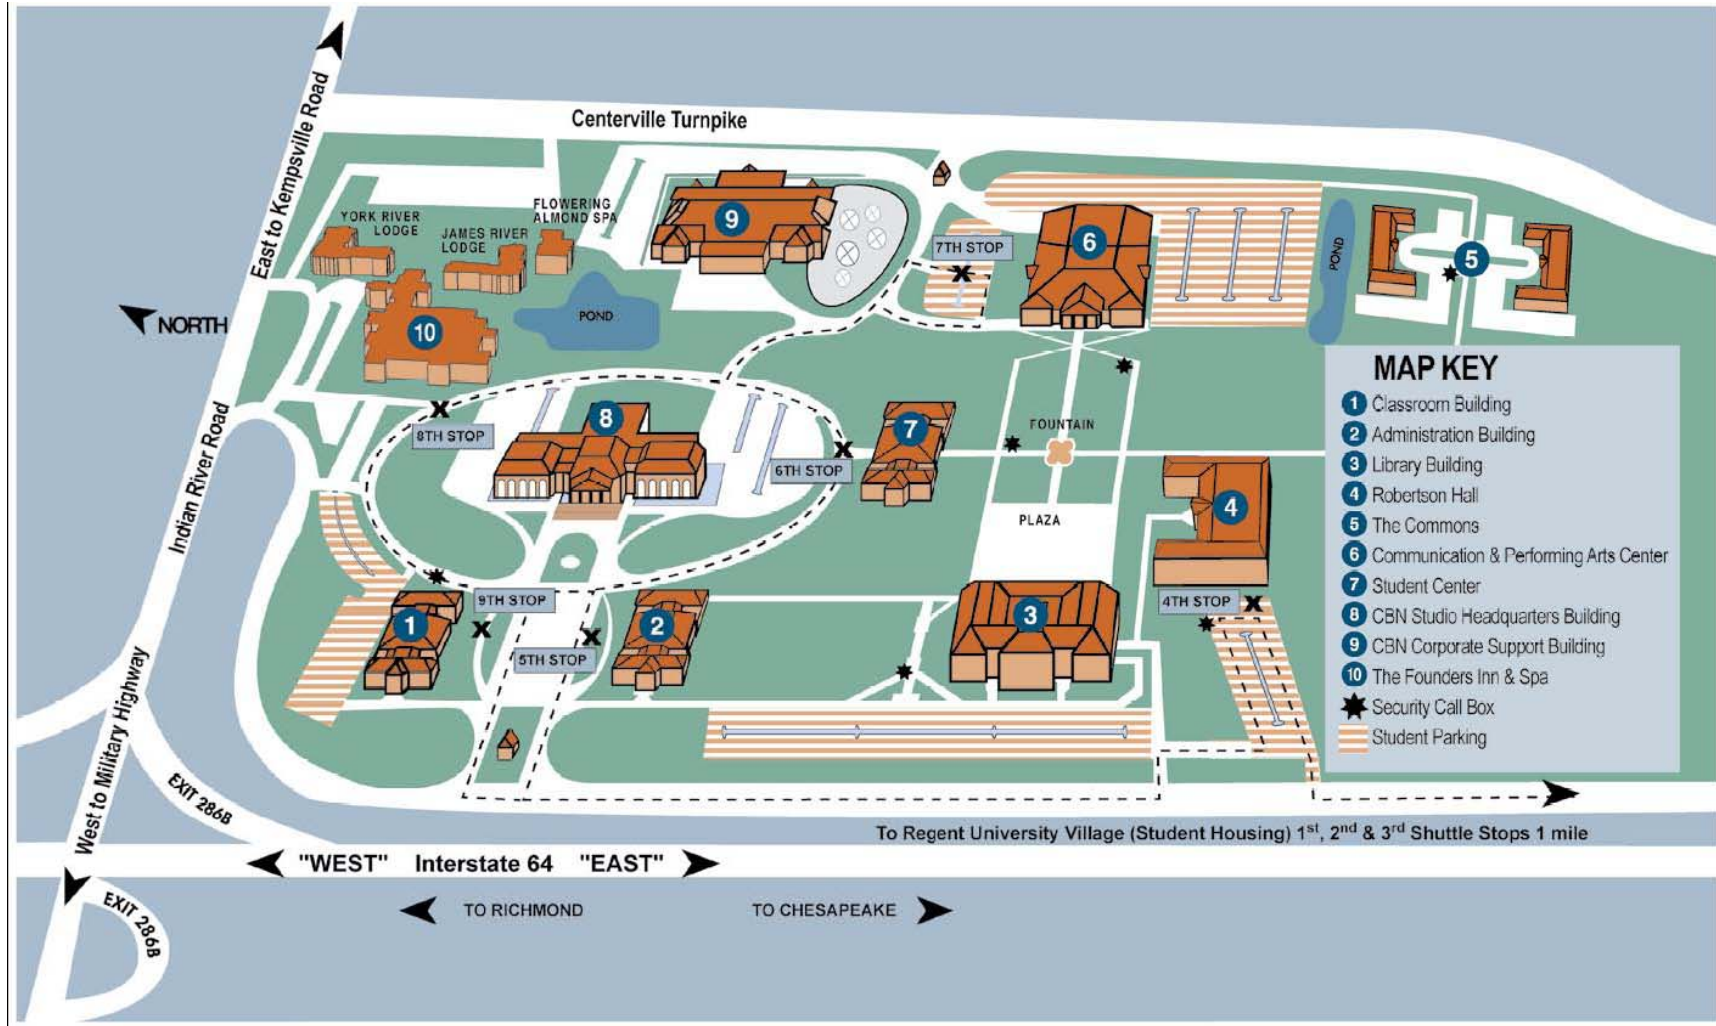 Centerville Turnpike
East to Kempsville Road
YORK RIVER
LODGE
JAMES RIVER
LODGE
FLOWERING
ALMOND SPA
9
7TH STOP
6
POND
5
NORTH
10
POND
Indian River Road
8TH STOP
8
6TH STOP
7
FOUNTAIN
PLAZA
4
9TH STOP
5TH STOP
1
2
3
4TH STOP
MAP KEY
1 Classroom Building
2 Administration Building
3 Library Building
4 Robertson Hall
5 The Commons
6 Communication & Performing Arts Center
7 Student Center
8 CBN Studio Headquarters Building
9 CBN Corporate Support Building
10 The Founders Inn & Spa
Security Call Box
Student Parking
West to Military Highway
EXIT 286B
To Regent University Village (Student Housing) 1st, 2nd & 3rd Shuttle Stops 1 mile
"WEST" Interstate 64 "EAST"
TO RICHMOND
TO CHESAPEAKE
EXIT 286B